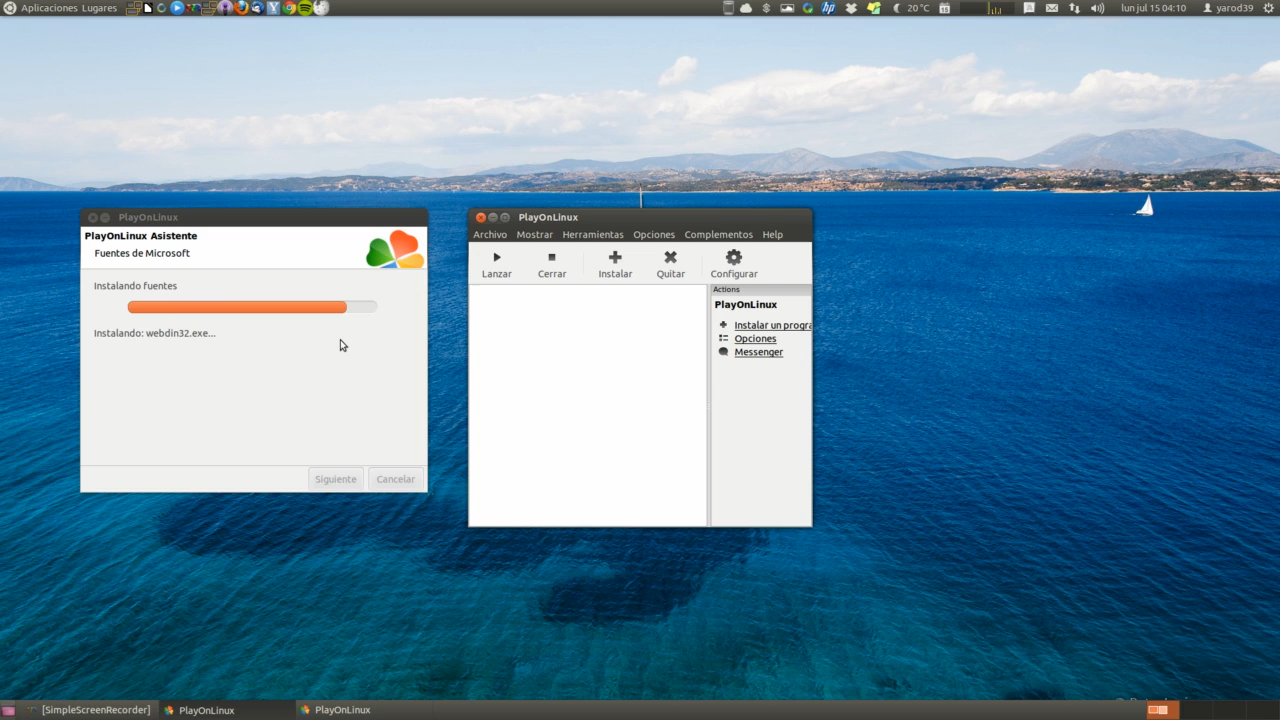 Aplicaciones Lugares
20 °C
lun jul 15 04:10
yarod39
PlayOnLinux
PlayOnLinux Asistente
Fuentes de Microsoft
Instalando fuentes
Instalando: webdin32.exe...
Siguiente
Cancelar
PlayOnLinux
Archivo Mostrar Herramientas Opciones Complementos Help
Lanzar Cerrar Instalar Quitar Configurar
Actions
PlayOnLinux
Instalar un progra
Opciones
Messenger
[SimpleScreenRecorder]
PlayOnLinux
PlayOnLinux